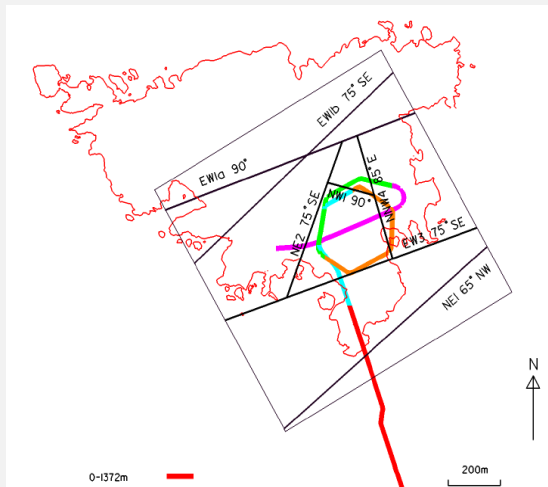 EW1b 75° SE
EW1a 90°
NE2 75° SE
NW1 90°
NNW4 85° E
EW3 75° SE
NE1 65° NW
N
0-1372m
200m